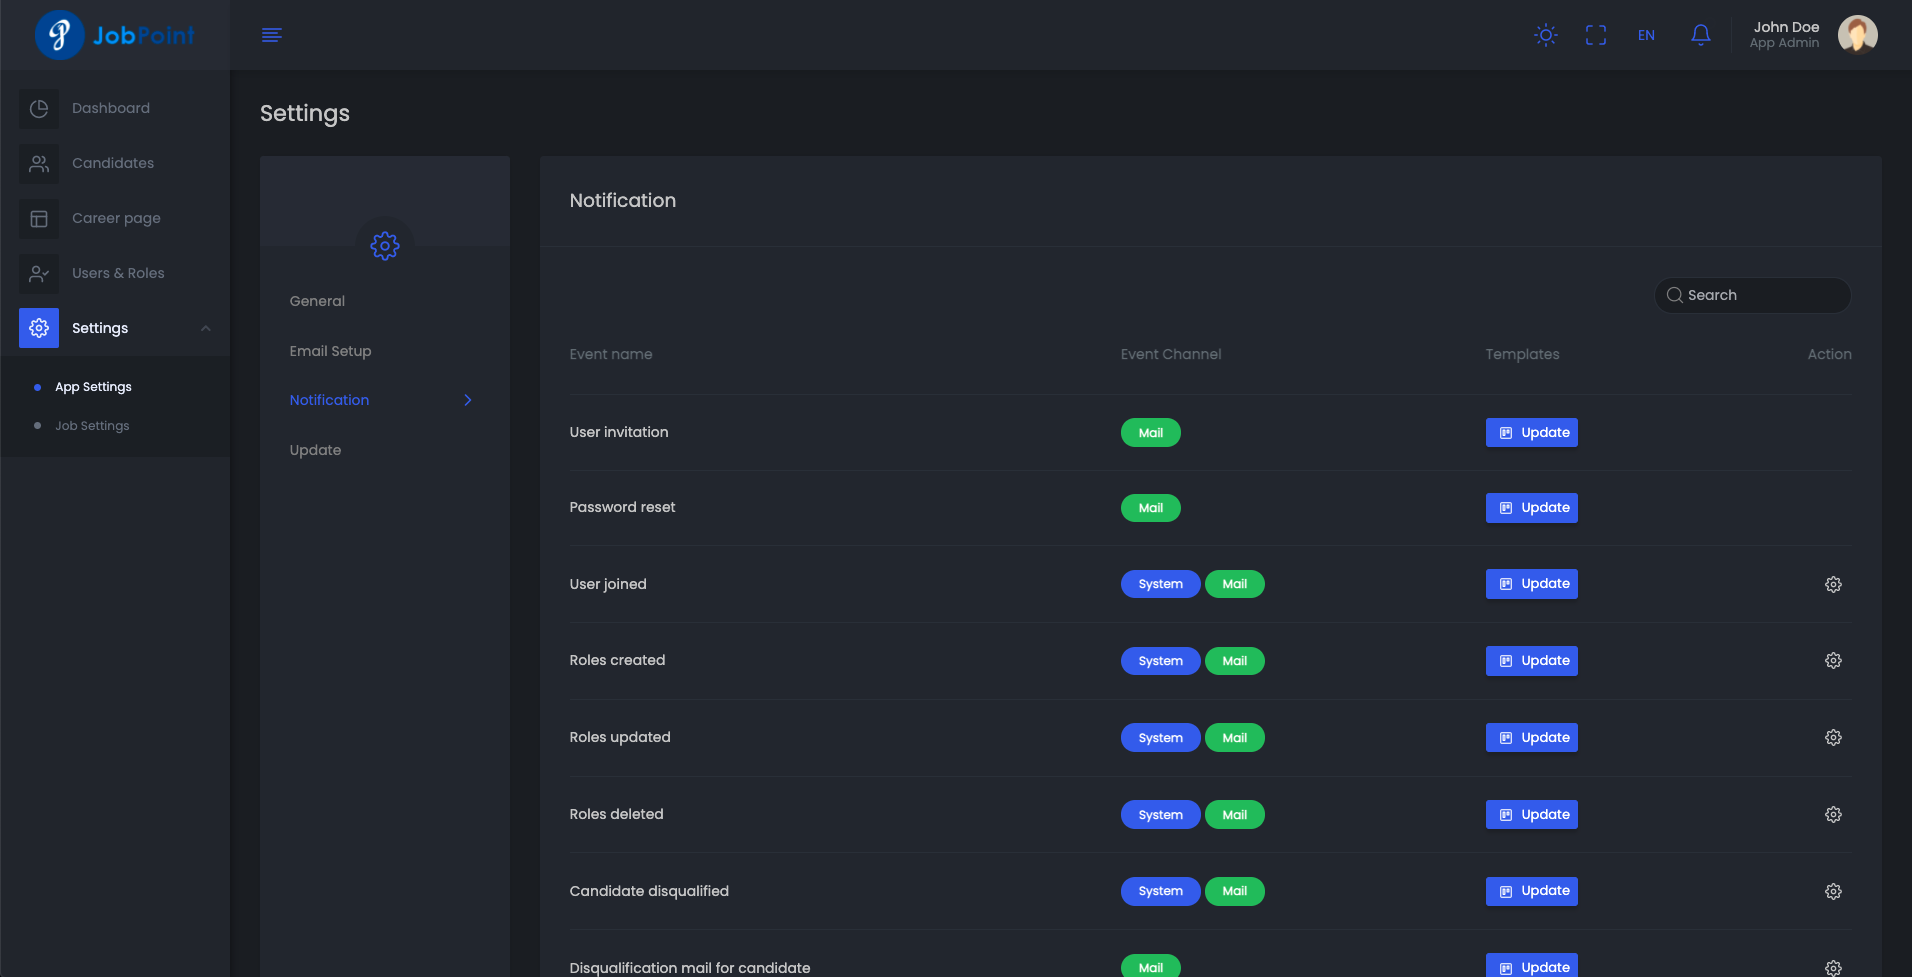 JobPoint
EN
John Doe
App Admin
Dashboard
Candidates
Career page
Users & Roles
Settings
App Settings
Job Settings
Settings
General
Email Setup
Notification
Update
Notification
Search
Event name Event Channel Templates Action
User invitation Mail Update
Password reset Mail Update
User joined System Mail Update
Roles created System Mail Update
Roles updated System Mail Update
Roles deleted System Mail Update
Candidate disqualified System Mail Update
Disqualification mail for candidate Mail Update